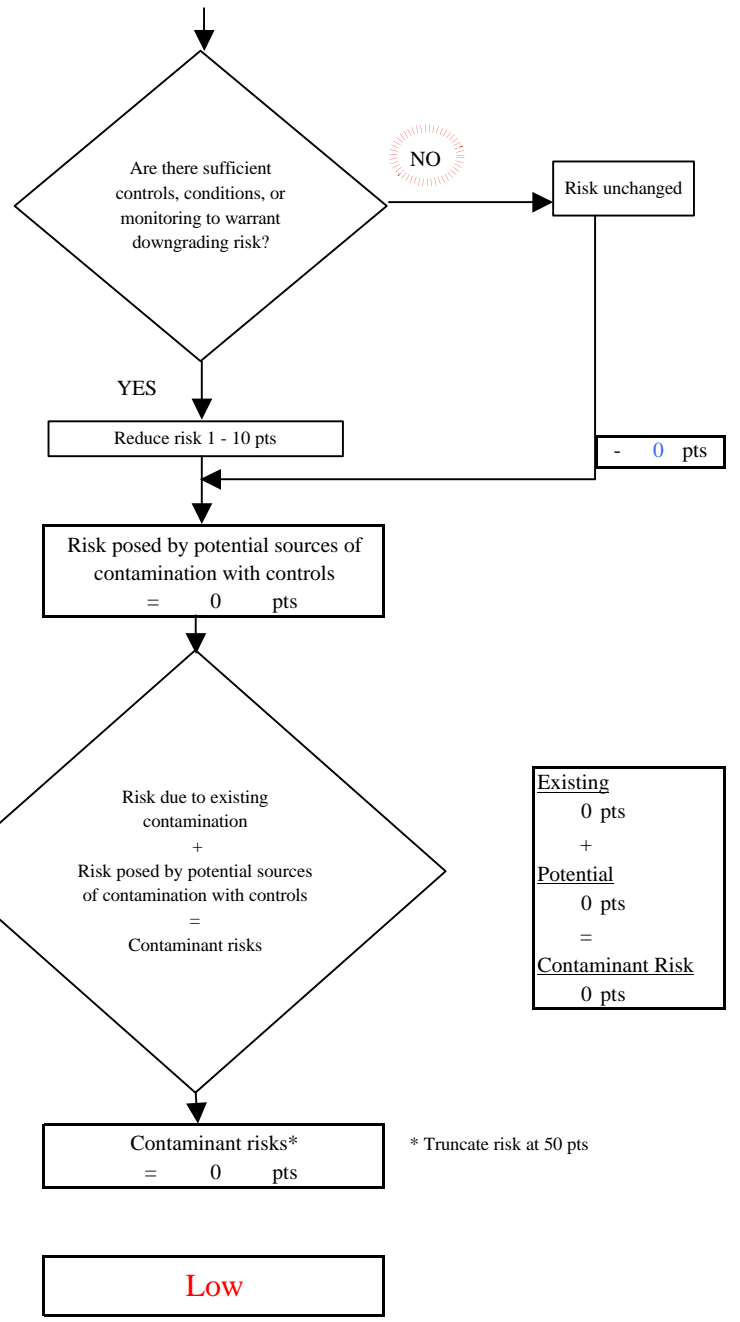 Are there sufficient
controls, conditions, or
monitoring to warrant
downgrading risk?
NO
Risk unchanged
YES
Reduce risk 1 - 10 pts
- 0 pts
Risk posed by potential sources of
contamination with controls
= 0 pts
Risk due to existing
contamination
+
Risk posed by potential sources
of contamination with controls
=
Contaminant risks
Existing
0 pts
+
Potential
0 pts
=
Contaminant Risk
0 pts
Contaminant risks*
= 0 pts
* Truncate risk at 50 pts
Low